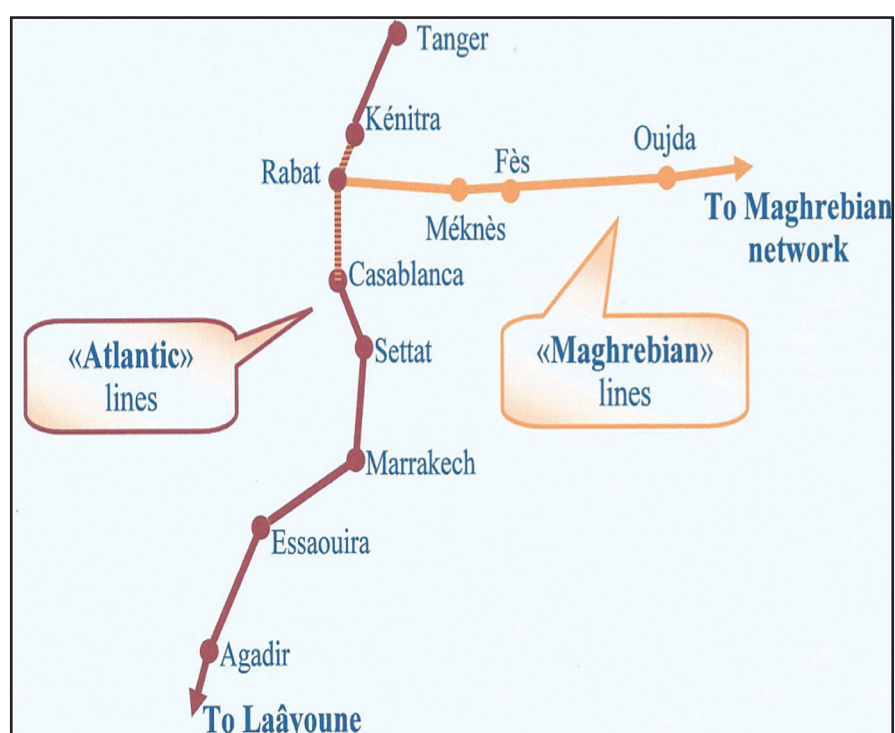 Tanger
Kénitra
Rabat
Oujda
Fès
Méknès
To Maghrebian
network
Casablanca
«Atlantic»
lines
Settat
«Maghrebian»
lines
Marrakech
Essaouira
Agadir
To Laâvoune